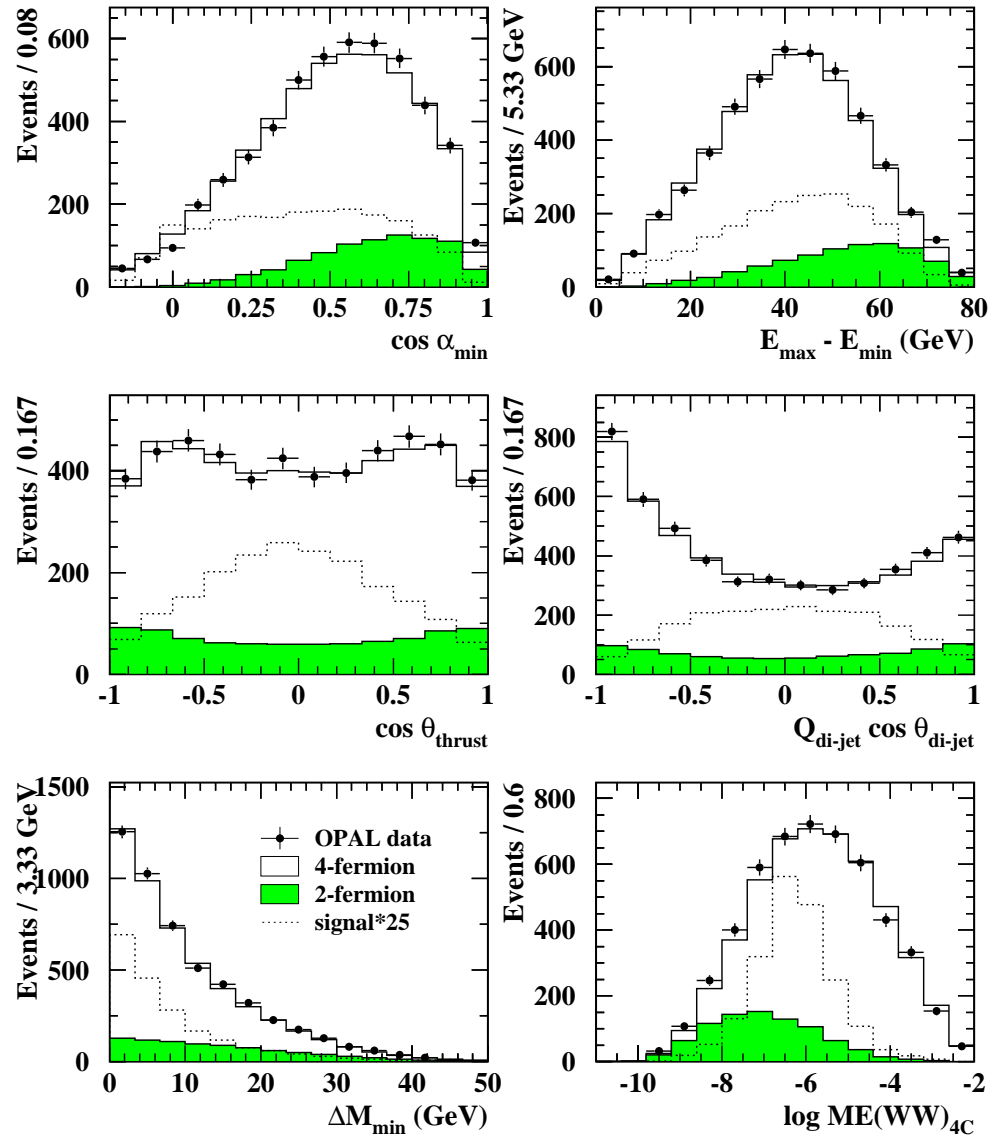 Events / 0.08
600
400
200
0
0 0.25 0.5 0.75 1
cos α_min
Events / 5.33 GeV
600
400
200
0
0 20 40 60 80
E_max - E_min (GeV)
Events / 0.167
400
200
0
-1 -0.5 0 0.5 1
cos θ_thrust
Events / 0.167
800
600
400
200
0
-1 -0.5 0 0.5 1
Q_di-jet cos θ_di-jet
Events / 3.33 GeV
1500
1000
500
0
0 10 20 30 40 50
ΔM_min (GeV)
OPAL data
4-fermion
2-fermion
signal*25
Events / 0.6
800
600
400
200
0
-10 -8 -6 -4 -2
log ME(WW)_4C